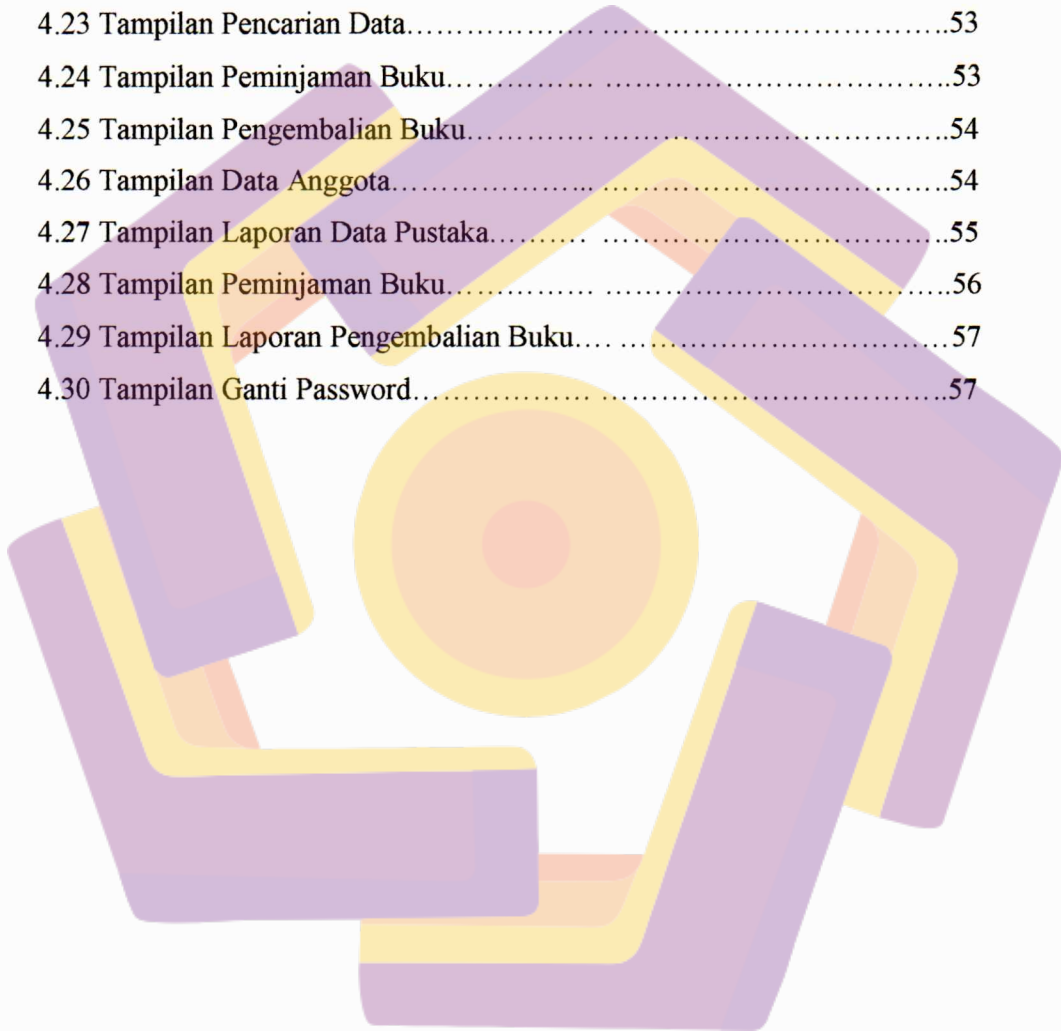 4.23 Tampilan Pencarian Data……………… ……………………………………..53
4.24 Tampilan Peminjaman Buku…………… ……………………………………..53
4.25 Tampilan Pengembalian Buku………… ……………………………………..54
4.26 Tampilan Data Anggota……………….. ……………………………………..54
4.27 Tampilan Laporan Data Pustaka……… ……………………………………..55
4.28 Tampilan Peminjaman Buku…………… ……………………………………..56
4.29 Tampilan Laporan Pengembalian Buku…. ……………………………………..57
4.30 Tampilan Ganti Password……………… ……………………………………..57